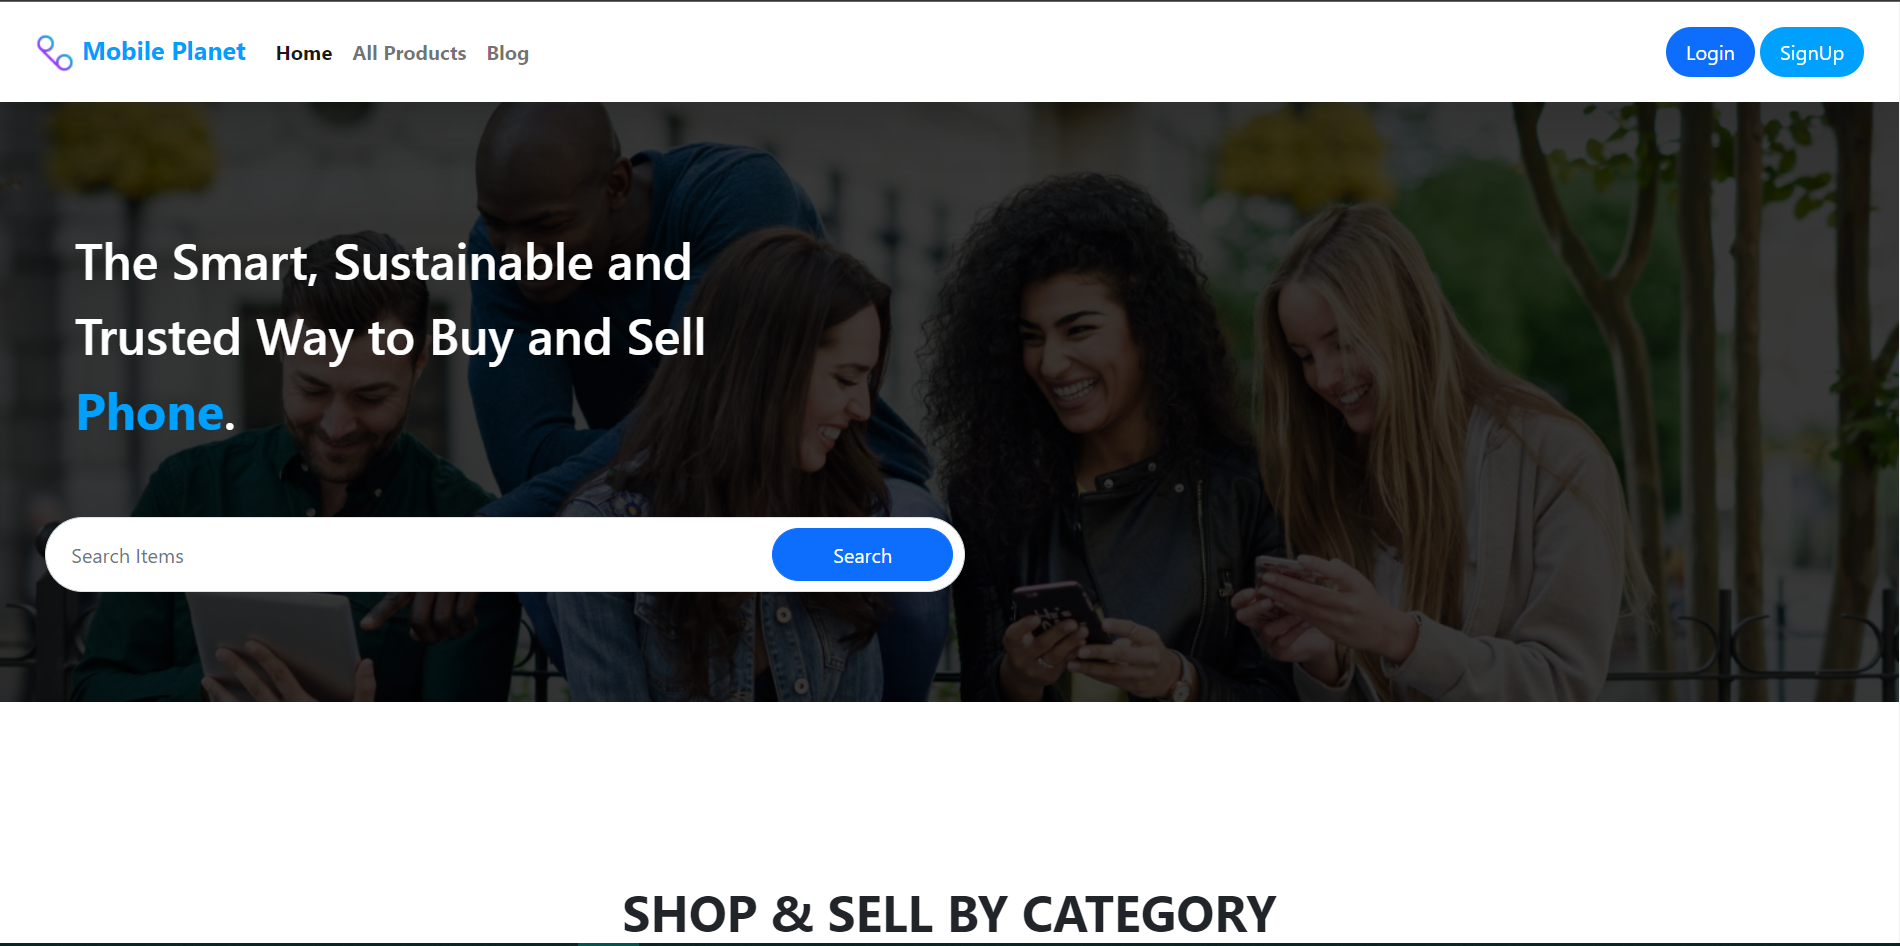 Mobile Planet
Home
All Products
Blog
Login
SignUp
The Smart, Sustainable and
Trusted Way to Buy and Sell
Phone.
Search Items
Search
SHOP & SELL BY CATEGORY